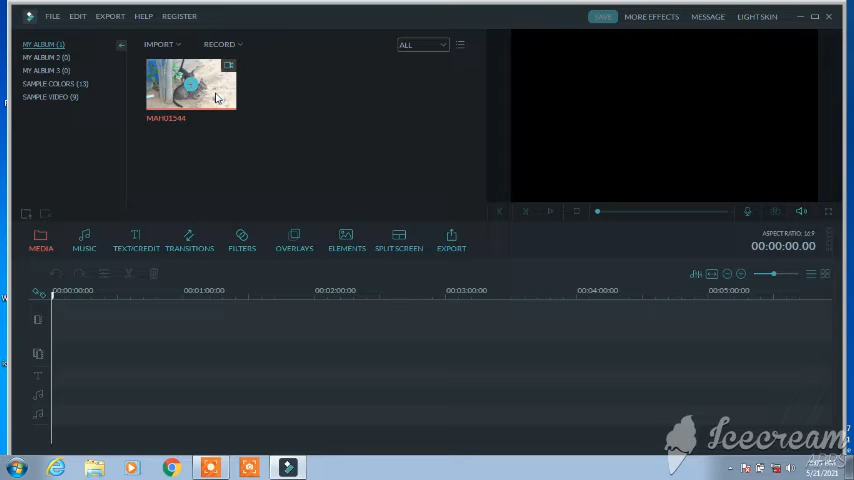 FILE EDIT EXPORT HELP REGISTER SAVE MORE EFFECTS MESSAGE LIGHT SKIN
MY ALBUM (1)
MY ALBUM 2 (0)
MY ALBUM 3 (0)
SAMPLE COLORS (13)
SAMPLE VIDEO (9)
IMPORT RECORD ALL
MAH01544
MEDIA MUSIC TEXT/CREDIT TRANSITIONS FILTERS OVERLAYS ELEMENTS SPLIT SCREEN EXPORT
ASPECT RATIO: 16:9
00:00:00.00
00:00:00:00 00:01:00:00 00:02:00:00 00:03:00:00 00:04:00:00 00:05:00:00
Icecream
APPS
5/21/2021